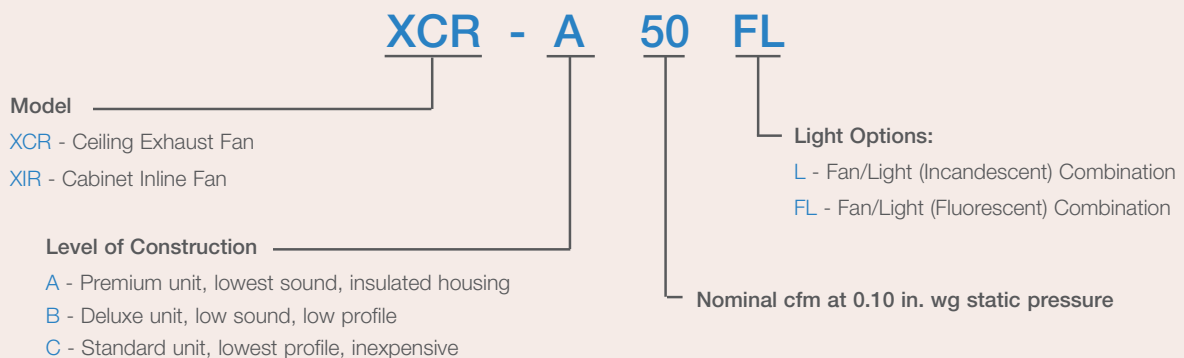 XCR - A 50 FL
Model
XCR - Ceiling Exhaust Fan
XIR - Cabinet Inline Fan
Light Options:
L - Fan/Light (Incandescent) Combination
FL - Fan/Light (Fluorescent) Combination
Level of Construction
A - Premium unit, lowest sound, insulated housing
B - Deluxe unit, low sound, low profile
C - Standard unit, lowest profile, inexpensive
Nominal cfm at 0.10 in. wg static pressure